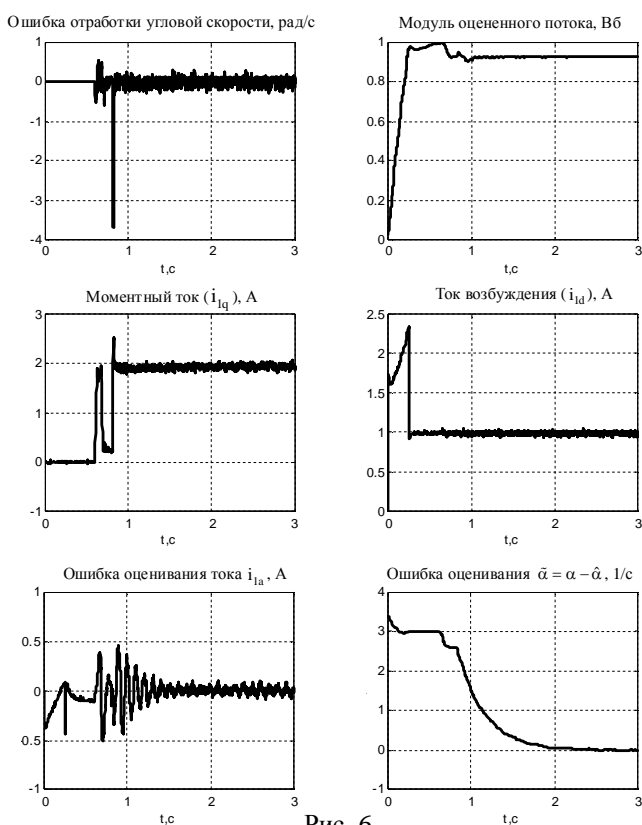 Ошибка отработки угловой скорости, рад/с
1
0
-1
-2
-3
-4
0 1 2 3
t,c
Модуль оцененного потока, Вб
1
0.8
0.6
0.4
0.2
0
0 1 2 3
t,c
Моментный ток ( i1q ), А
3
2
1
0
-1
0 1 2 3
t,c
Ток возбуждения ( i1d ), А
2.5
2
1.5
1
0.5
0
0 1 2 3
t,c
Ошибка оценивания тока i1a , А
1
0.5
0
-0.5
-1
0 1 2 3
t,c
Ошибка оценивания α̃ = α − α̂ , 1/с
4
3
2
1
0
-1
0 1 2 3
t,c
Рис. 6